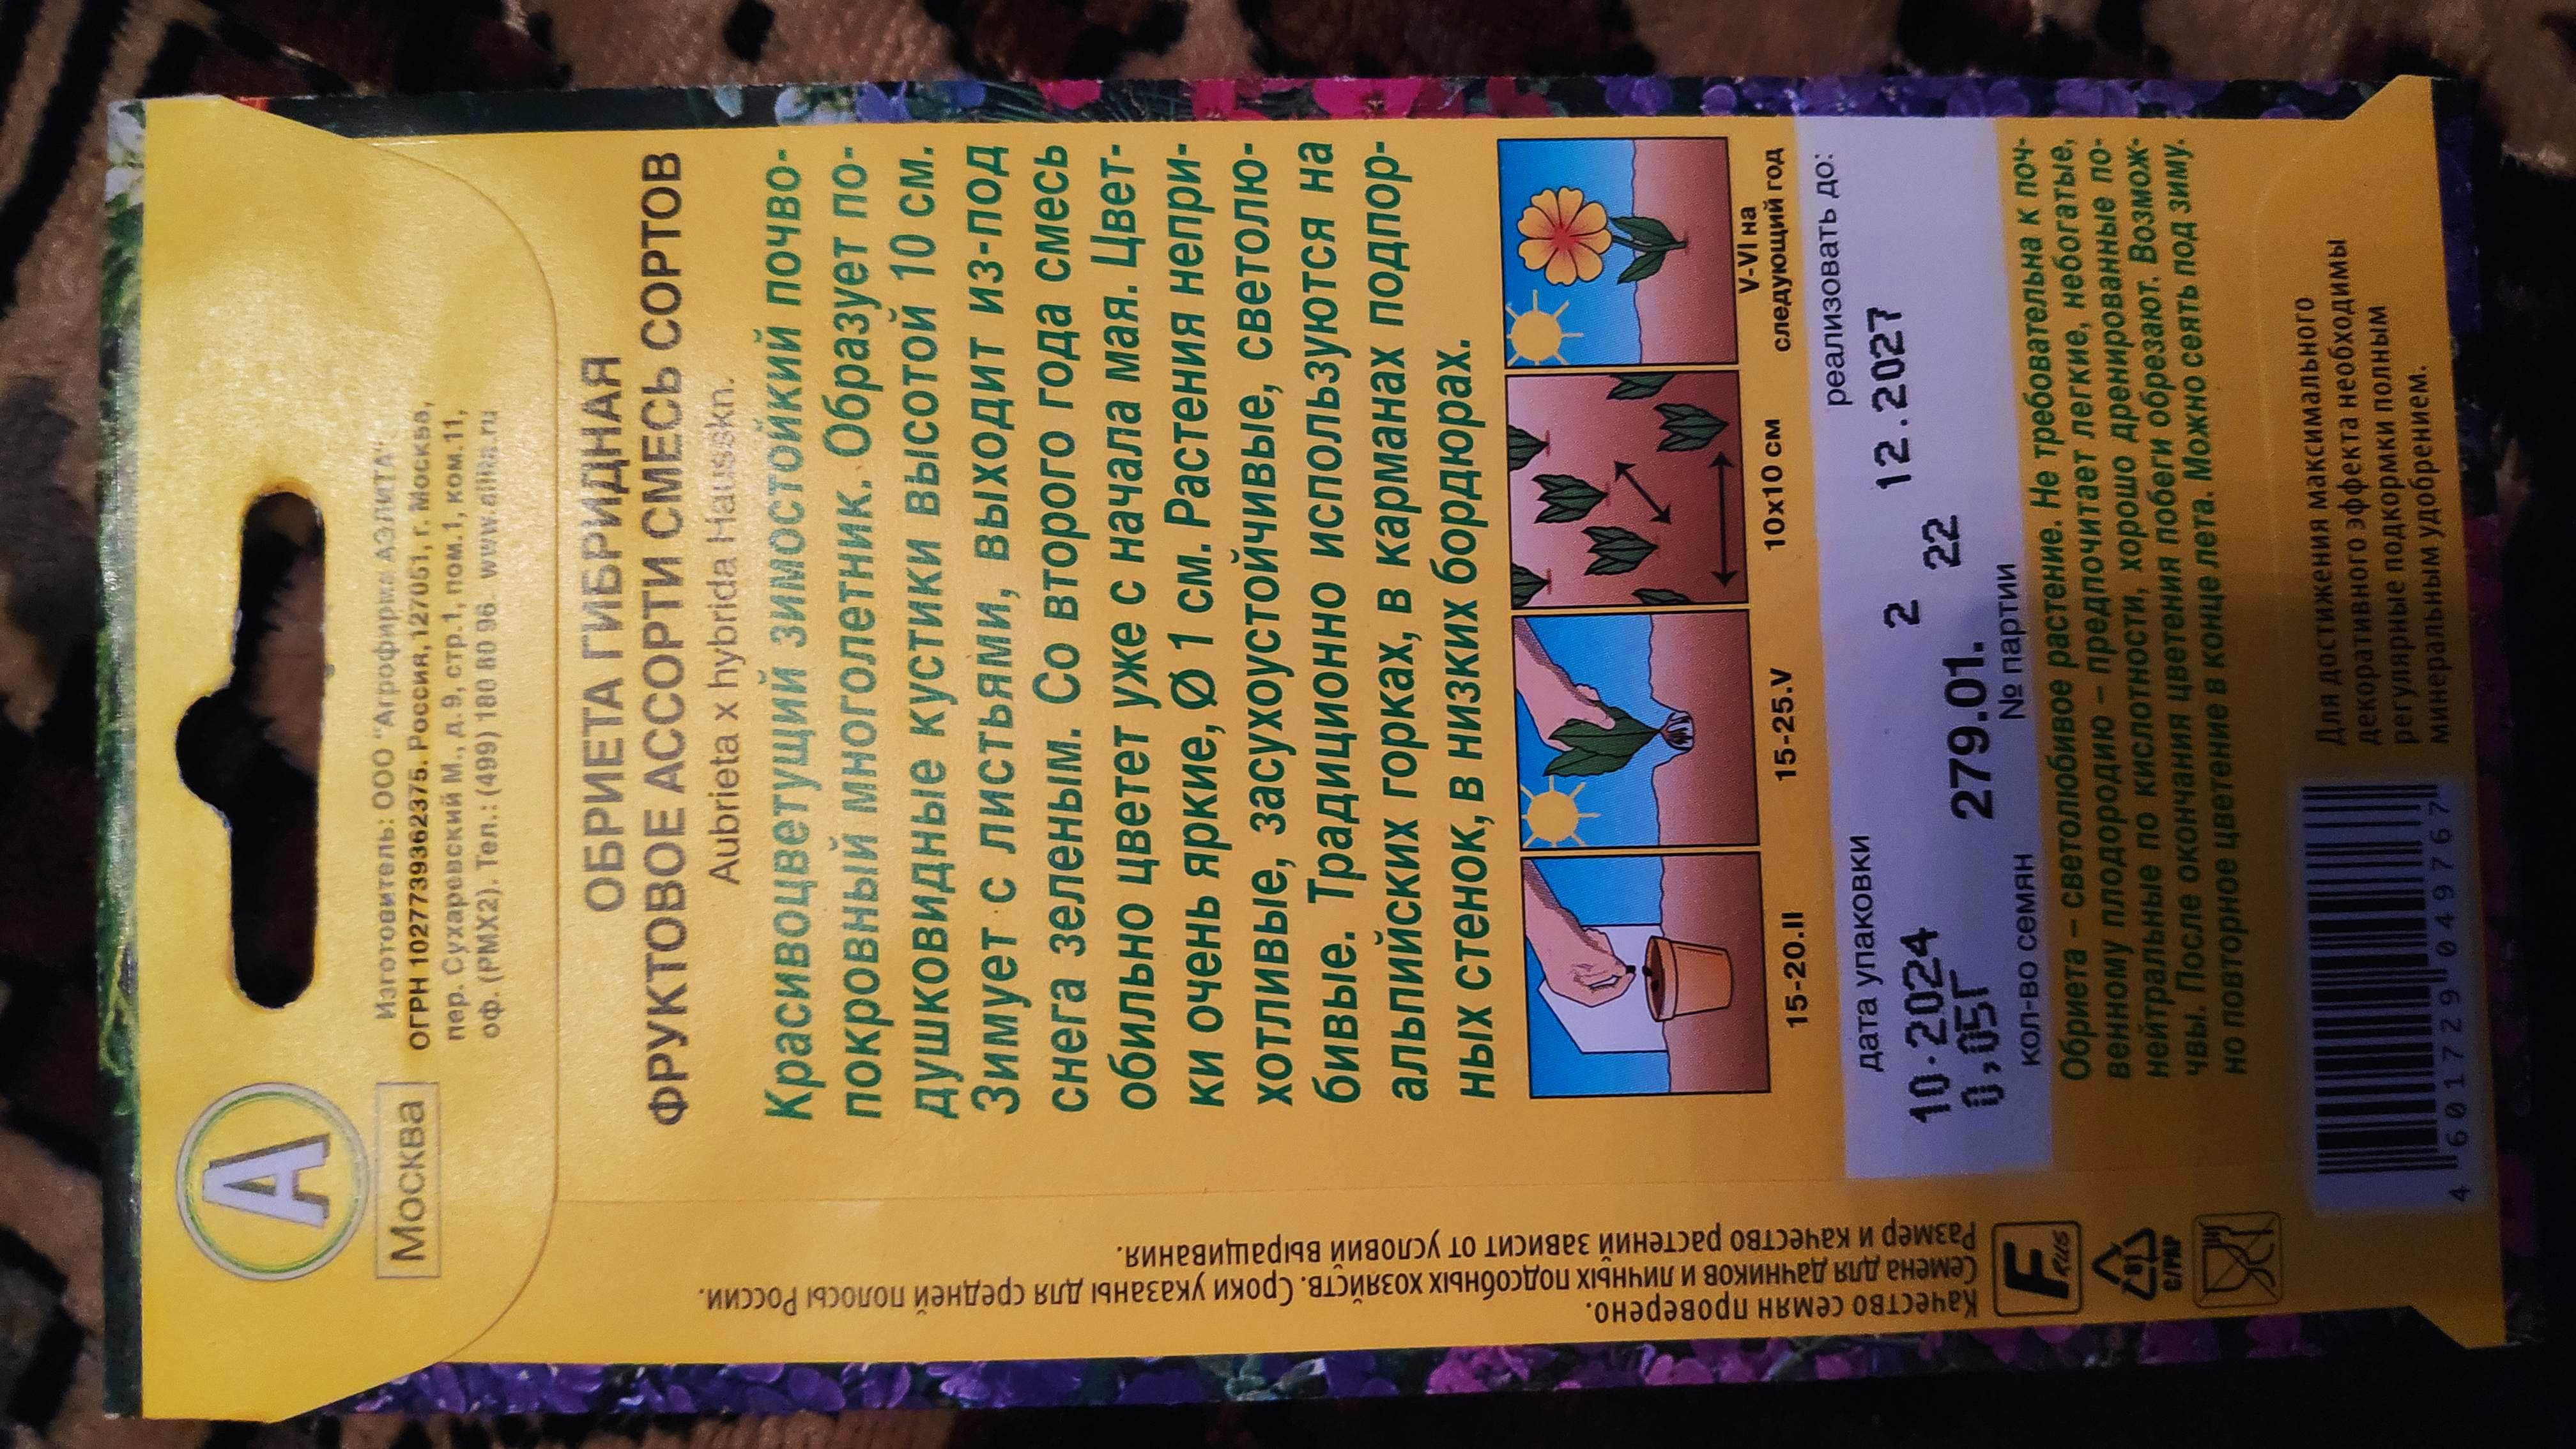 А
Москва
Изготовитель: ООО "Агрофирма АЭЛИТА".
ОГРН 1027739362375. Россия, 127051, г. Москва,
пер. Сухаревский М., д.9, стр.1, пом.1, ком.11,
оф.(РМХ2). Тел.: (499) 180 80 96. www.ailita.ru
ОБРИЕТА ГИБРИДНАЯ
ФРУКТОВОЕ АССОРТИ СМЕСЬ СОРТОВ
Aubrieta x hybrida Hausskn.
Красивоцветущий зимостойкий почво-
покровный многолетник. Образует по-
душковидные кустики высотой 10 см.
Зимует с листьями, выходит из-под
снега зеленым. Со второго года смесь
обильно цветет уже с начала мая. Цвет-
ки очень яркие, Ø 1 см. Растения непри-
хотливые, засухоустойчивые, светолю-
бивые. Традиционно используются на
альпийских горках, в карманах подпор-
ных стенок, в низких бордюрах.
15-20.II
15-25.V
10x10 см
V-VI на
следующий год
дата упаковки
реализовать до:
10.2024 2 12.2027
0,05Г 279.01. 22
кол-во семян
№ партии
Обриета – светолюбивое растение. Не требовательна к поч-
венному плодородию – предпочитает легкие, небогатые,
нейтральные по кислотности, хорошо дренированные по-
чвы. После окончания цветения побеги обрезают. Возмож-
но повторное цветение в конце лета. Можно сеять под зиму.
Для достижения максимального
декоративного эффекта необходимы
регулярные подкормки полным
минеральным удобрением.
4 601729 049767
Качество семян проверено.
Семена для дачников и личных подсобных хозяйств. Сроки указаны для средней полосы России.
Размер и качество растений зависит от условий выращивания.
F RUS
81
C/PAP